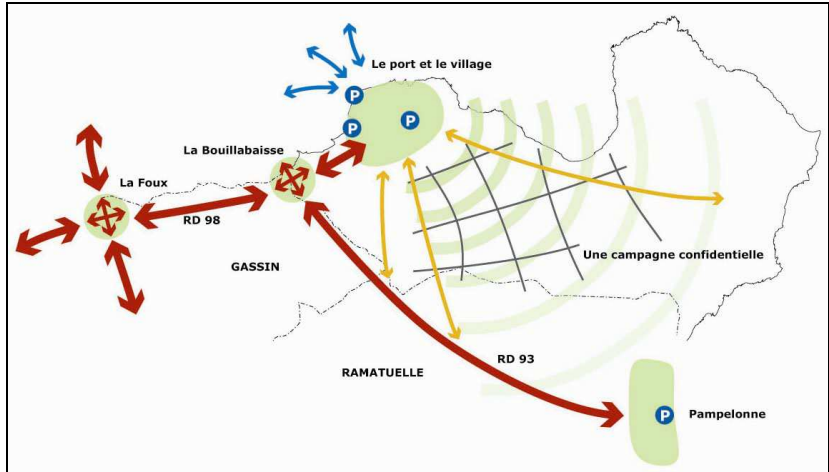 Le port et le village
P
P
P
La Bouillabaisse
La Foux
RD 98
GASSIN
Une campagne confidentielle
RD 93
RAMATUELLE
P
Pampelonne